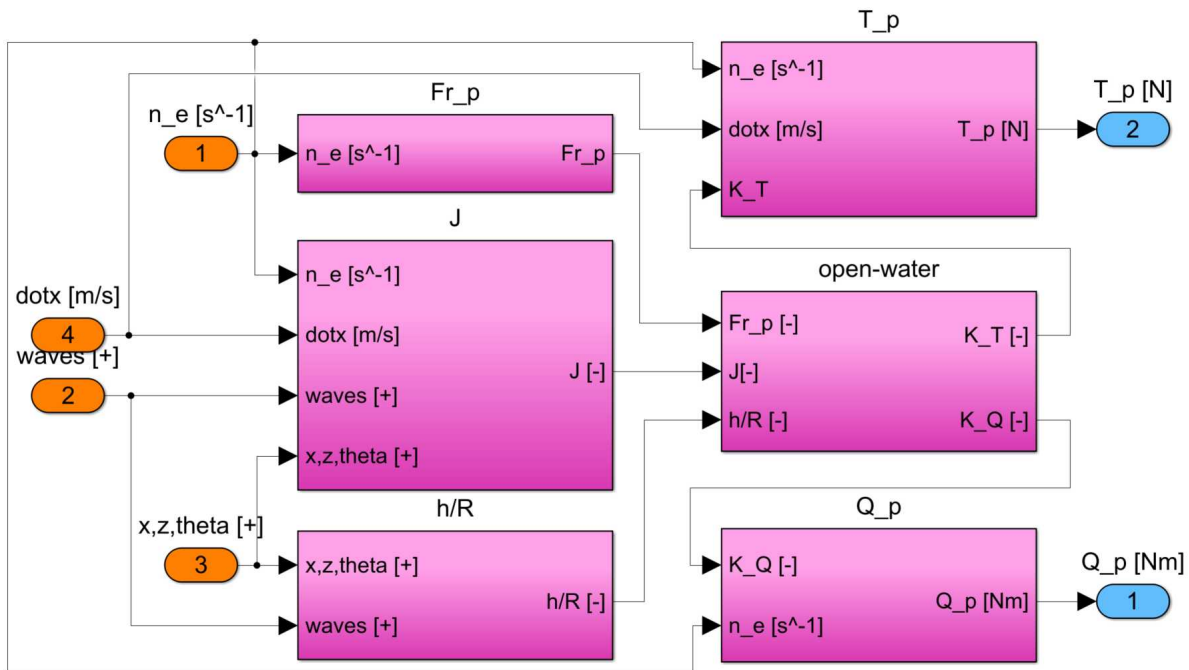 T_p
n_e [s^-1]
dotx [m/s]
K_T
T_p [N]
T_p [N]
2
n_e [s^-1]
1
Fr_p
n_e [s^-1]
Fr_p
J
n_e [s^-1]
dotx [m/s]
waves [+]
x,z,theta [+]
J [-]
dotx [m/s]
4
waves [+]
2
open-water
Fr_p [-]
J[-]
h/R [-]
K_T [-]
K_Q [-]
x,z,theta [+]
3
h/R
x,z,theta [+]
waves [+]
h/R [-]
Q_p
K_Q [-]
n_e [s^-1]
Q_p [Nm]
Q_p [Nm]
1